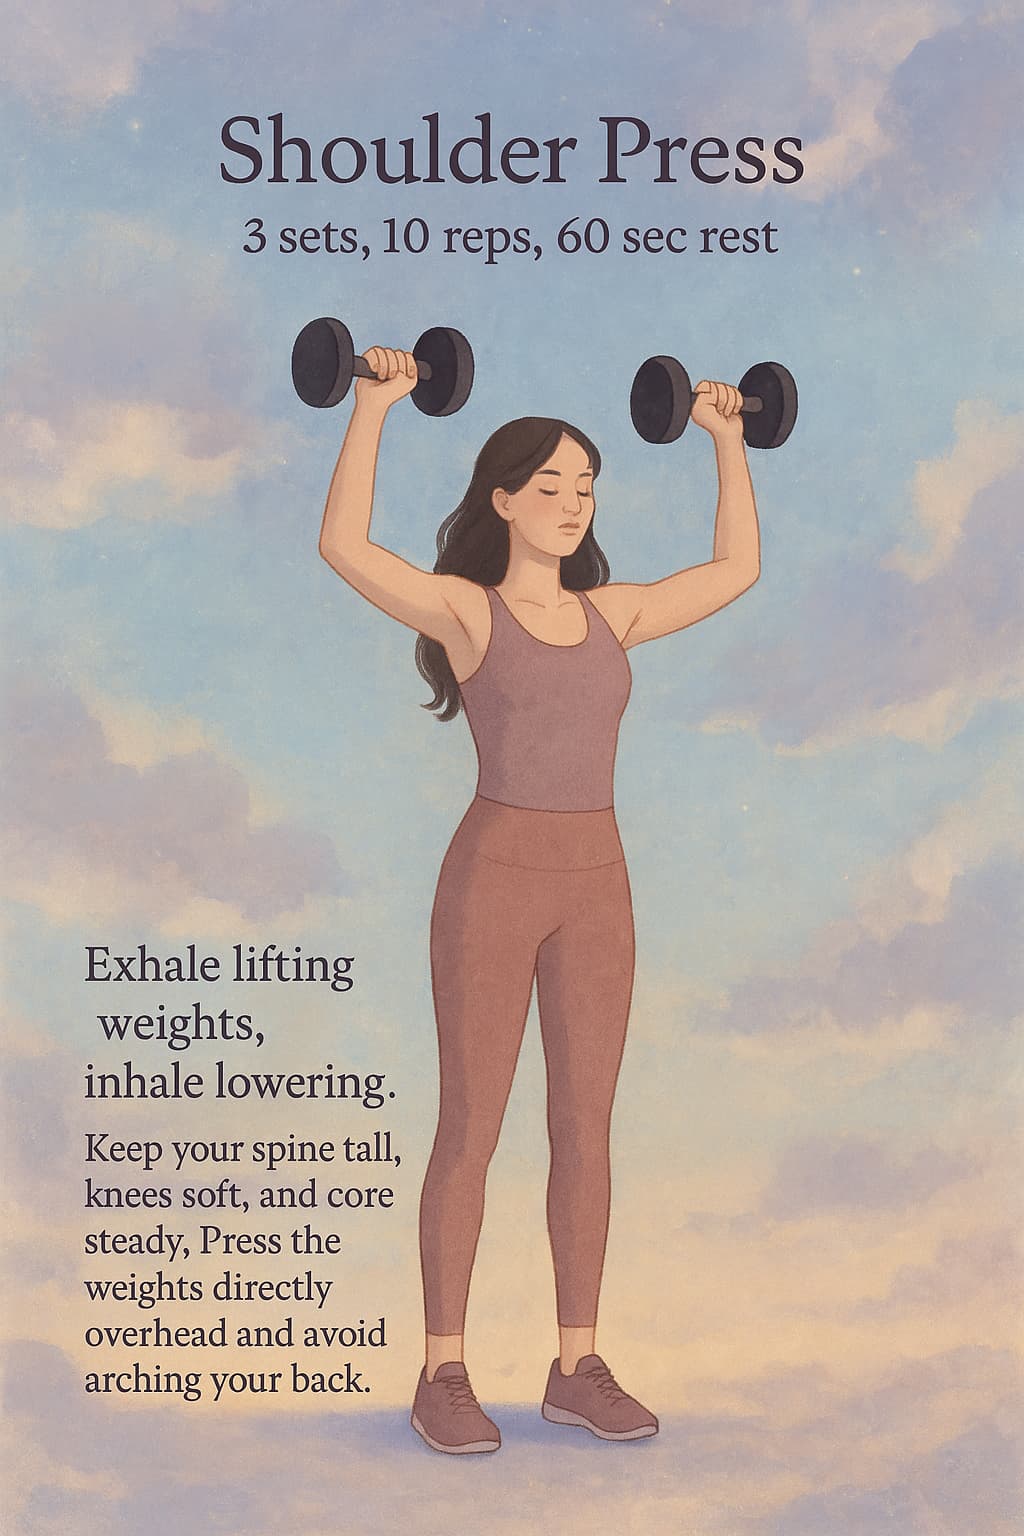 Shoulder Press
3 sets, 10 reps, 60 sec rest
Exhale lifting
weights,
inhale lowering.
Keep your spine tall,
knees soft, and core
steady, Press the
weights directly
overhead and avoid
arching your back.